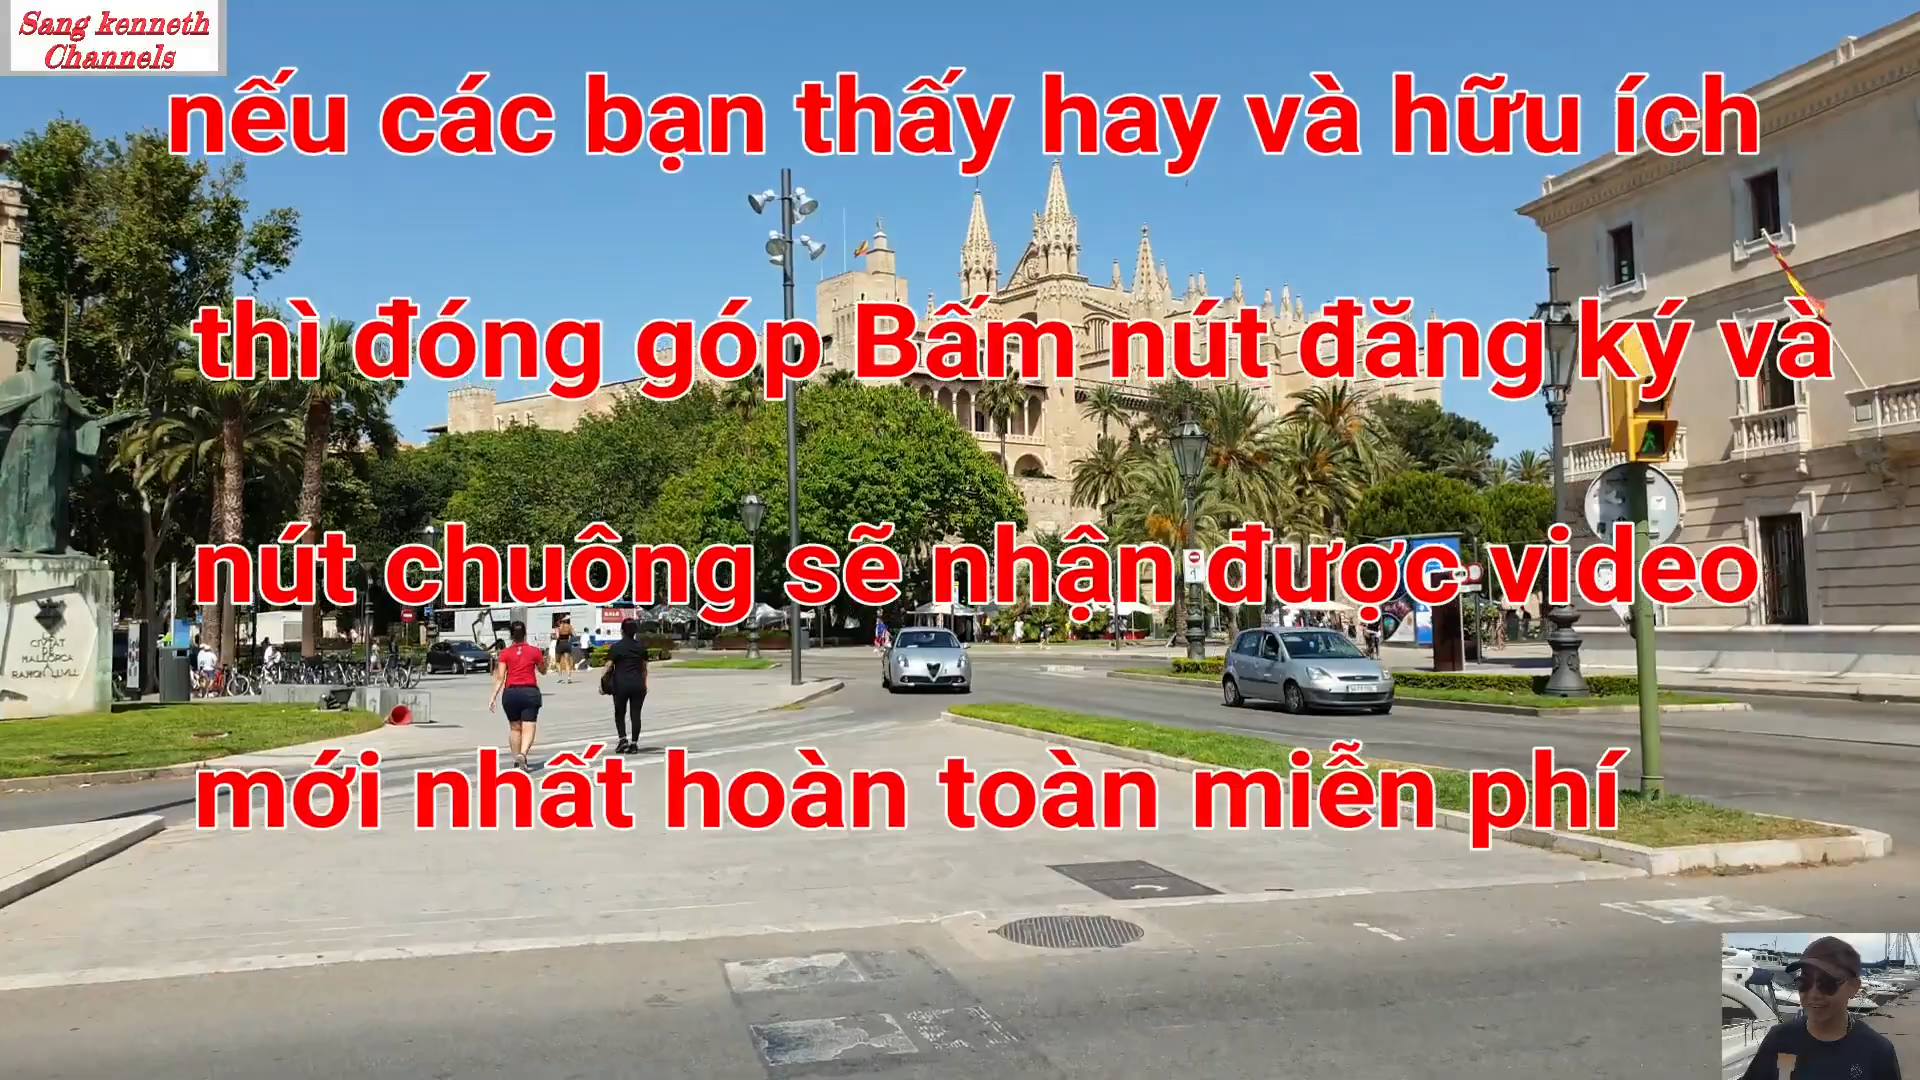 Sang kenneth
Channels
nếu các bạn thấy hay và hữu ích
thì đóng góp Bấm nút đăng ký và
nút chuông sẽ nhận được video
mới nhất hoàn toàn miễn phí
CIUTAT
DE
MALLORCA
A
RAMON LLULL